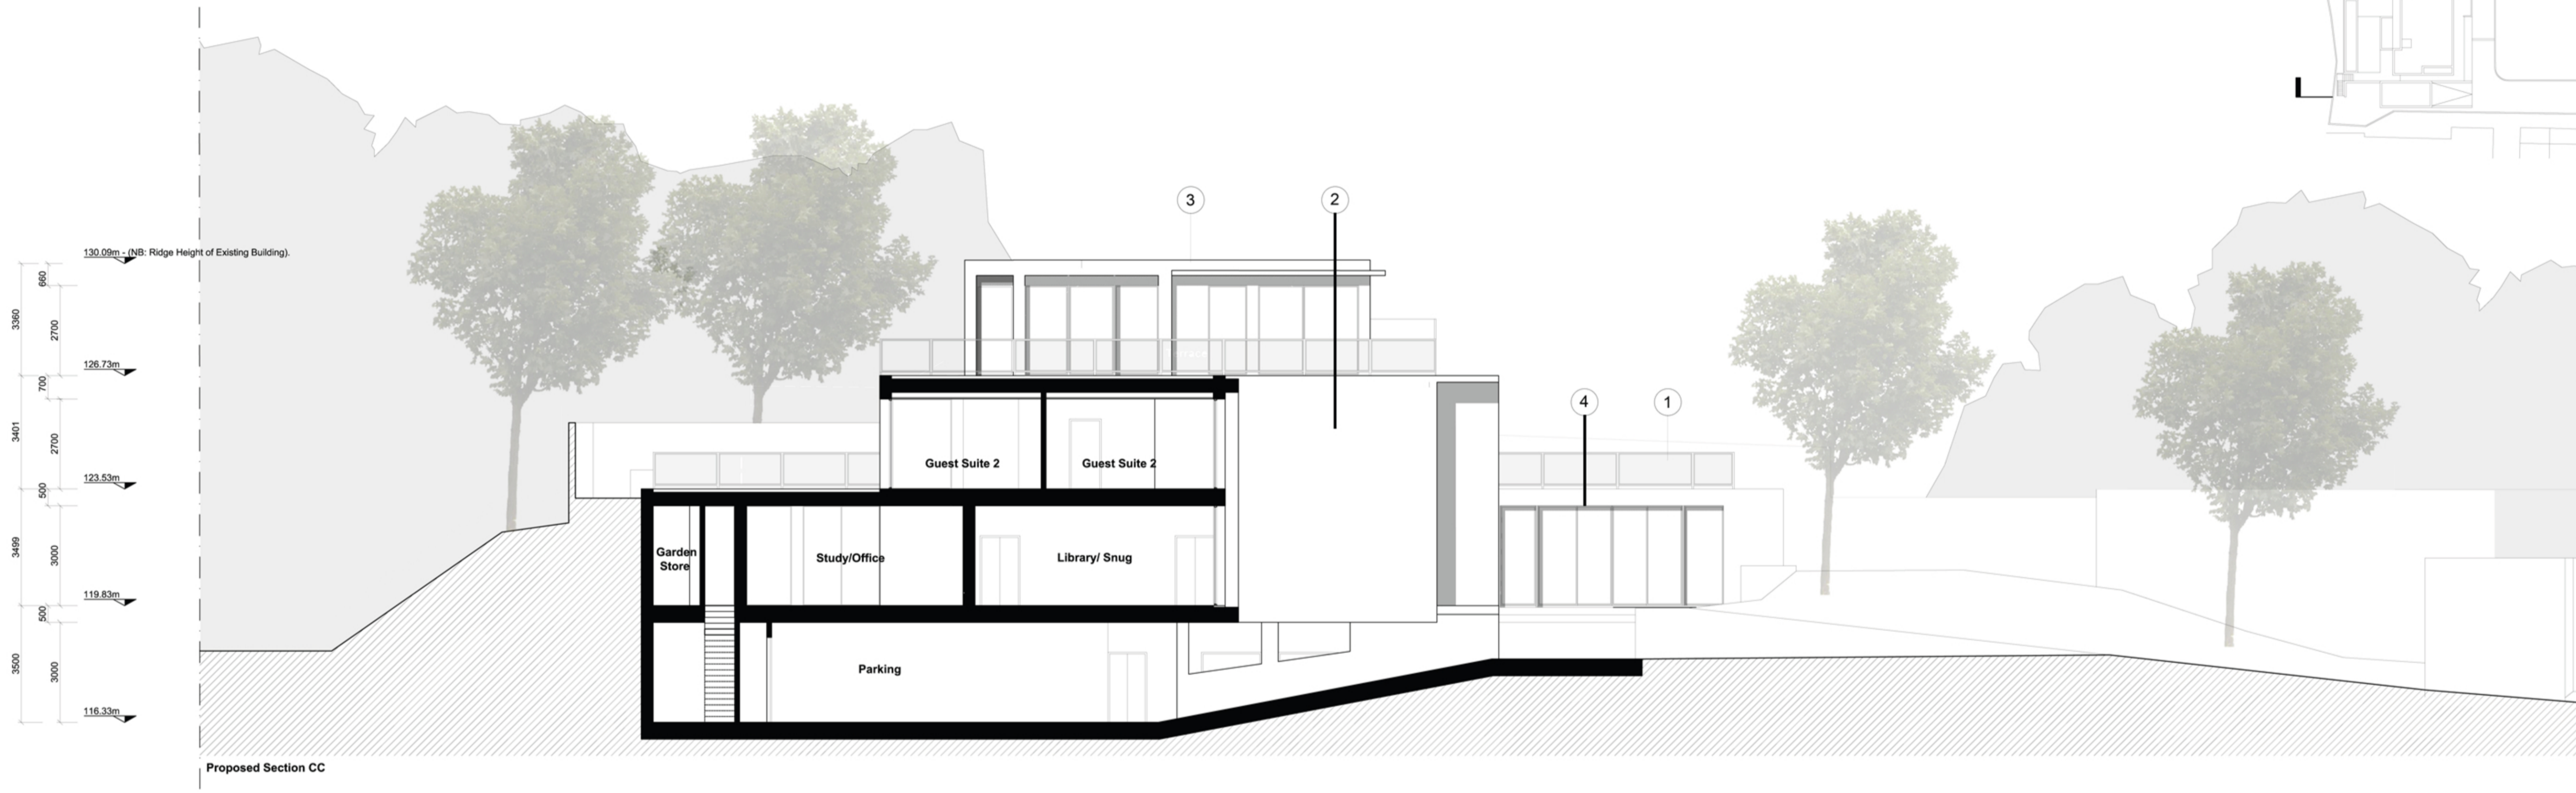 3
2
130.09m - (NB: Ridge Height of Existing Building).
660
3360
2700
126.73m
700
4
1
3401
2700
Guest Suite 2
Guest Suite 2
123.53m
500
3499
3000
Garden
Store
Study/Office
Library/ Snug
119.83m
500
3500
3000
Parking
116.33m
Proposed Section CC